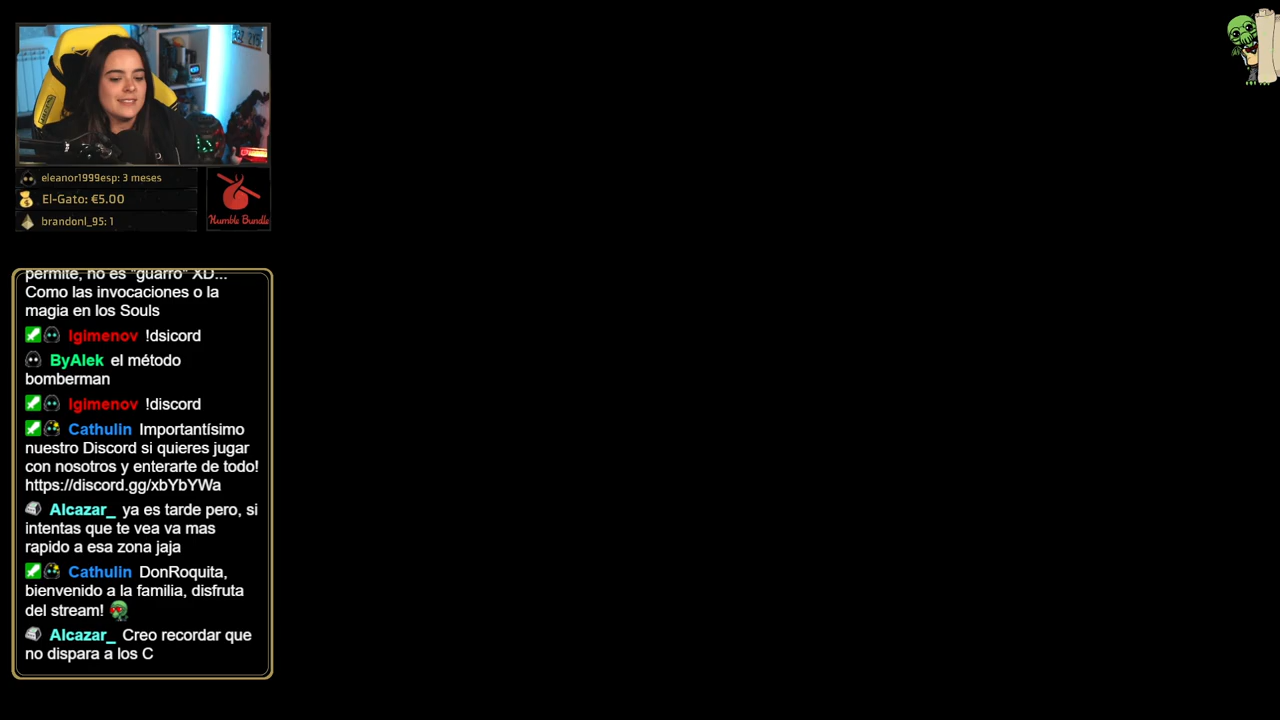 eleanor1999esp: 3 meses
El-Gato: €5.00
brandonl_95: 1
Humble Bundle
permite, no es "guarro" XD...
Como las invocaciones o la
magia en los Souls
Igimenov !dsicord
ByAlek el método
bomberman
Igimenov !discord
Cathulin Importantísimo
nuestro Discord si quieres jugar
con nosotros y enterarte de todo!
https://discord.gg/xbYbYWa
Alcazar_ ya es tarde pero, si
intentas que te vea va mas
rapido a esa zona jaja
Cathulin DonRoquita,
bienvenido a la familia, disfruta
del stream!
Alcazar_ Creo recordar que
no dispara a los C